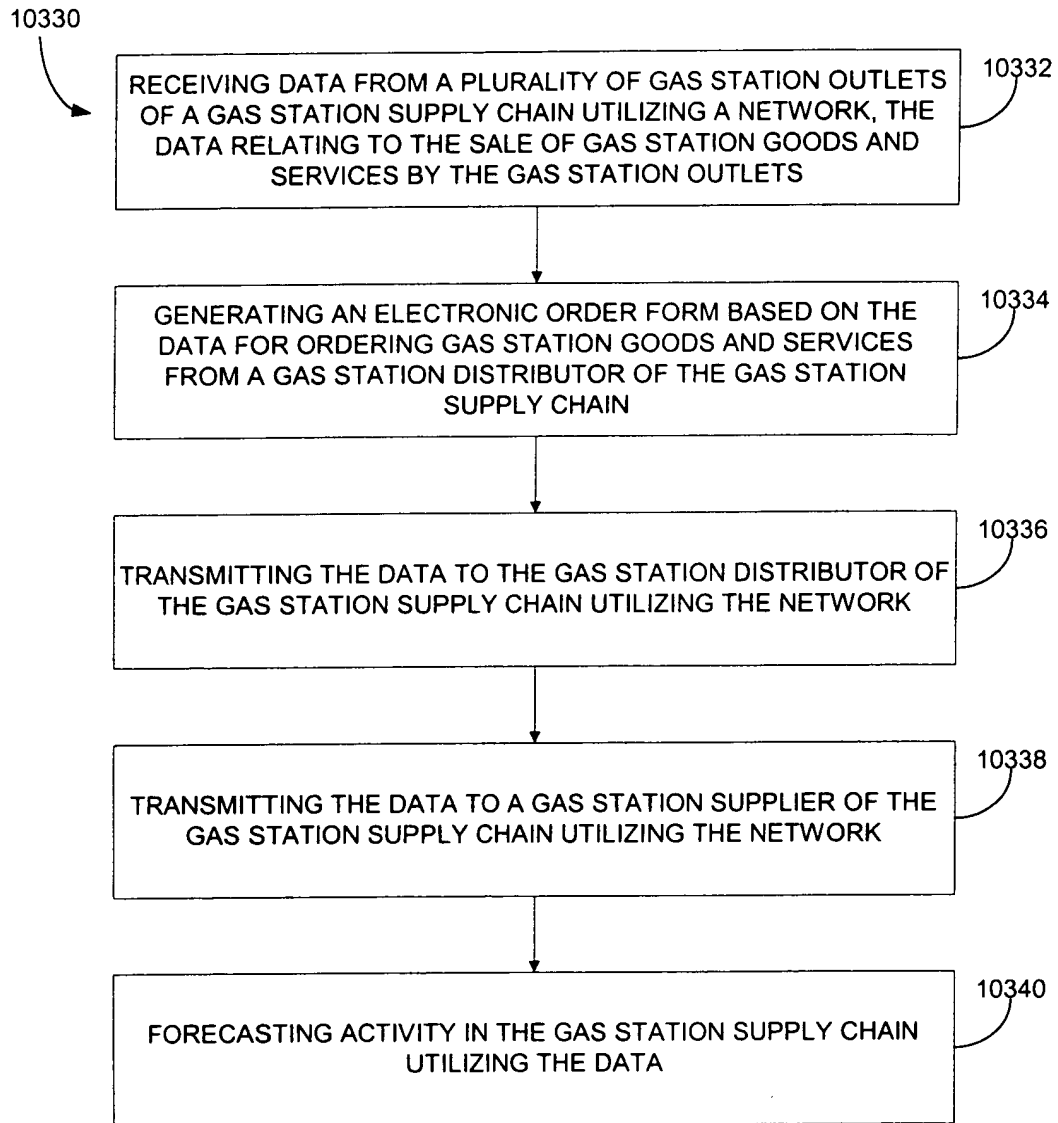 10330
RECEIVING DATA FROM A PLURALITY OF GAS STATION OUTLETS
OF A GAS STATION SUPPLY CHAIN UTILIZING A NETWORK, THE
DATA RELATING TO THE SALE OF GAS STATION GOODS AND
SERVICES BY THE GAS STATION OUTLETS
10332
GENERATING AN ELECTRONIC ORDER FORM BASED ON THE
DATA FOR ORDERING GAS STATION GOODS AND SERVICES
FROM A GAS STATION DISTRIBUTOR OF THE GAS STATION
SUPPLY CHAIN
10334
TRANSMITTING THE DATA TO THE GAS STATION DISTRIBUTOR OF
THE GAS STATION SUPPLY CHAIN UTILIZING THE NETWORK
10336
TRANSMITTING THE DATA TO A GAS STATION SUPPLIER OF THE
GAS STATION SUPPLY CHAIN UTILIZING THE NETWORK
10338
FORECASTING ACTIVITY IN THE GAS STATION SUPPLY CHAIN
UTILIZING THE DATA
10340